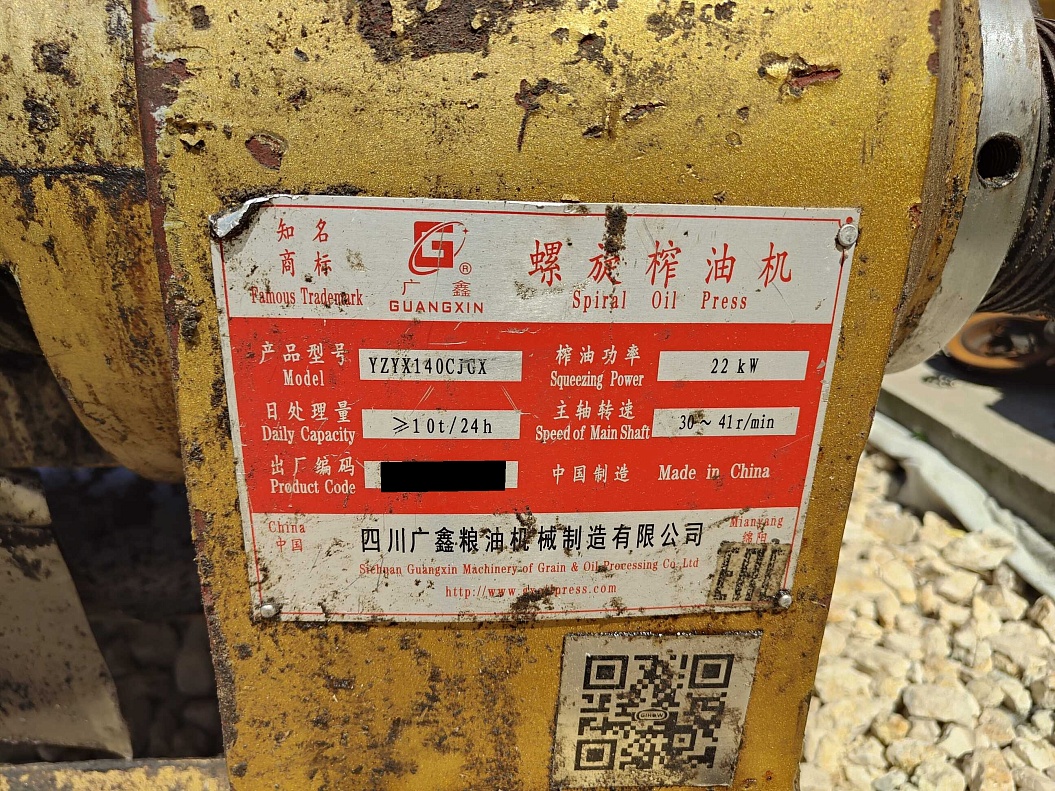 知名
商标
Famous Trademark
G®
广鑫
GUANGXIN
螺旋榨油机
Spiral Oil Press
产品型号
Model
YZYX140CJGX
榨油功率
Squeezing Power
22 kW
日处理量
Daily Capacity
≥10t/24h
主轴转速
Speed of Main Shaft
30~41r/min
出厂编码
Product Code
中国制造 Made in China
China
中国
四川广鑫粮油机械制造有限公司
Sichuan Guangxin Machinery of Grain & Oil Processing Co.,Ltd
Mianyang
绵阳
EAC